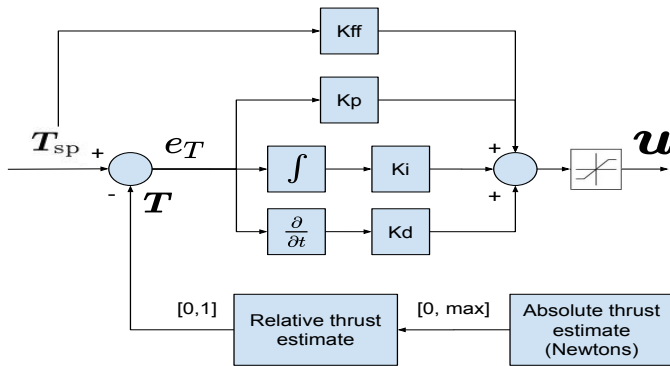 Kff
Kp
T_sp
+
e_T
-
T
∫
Ki
∂/∂t
Kd
+
+
u
[0,1]
Relative thrust
estimate
[0, max]
Absolute thrust
estimate
(Newtons)